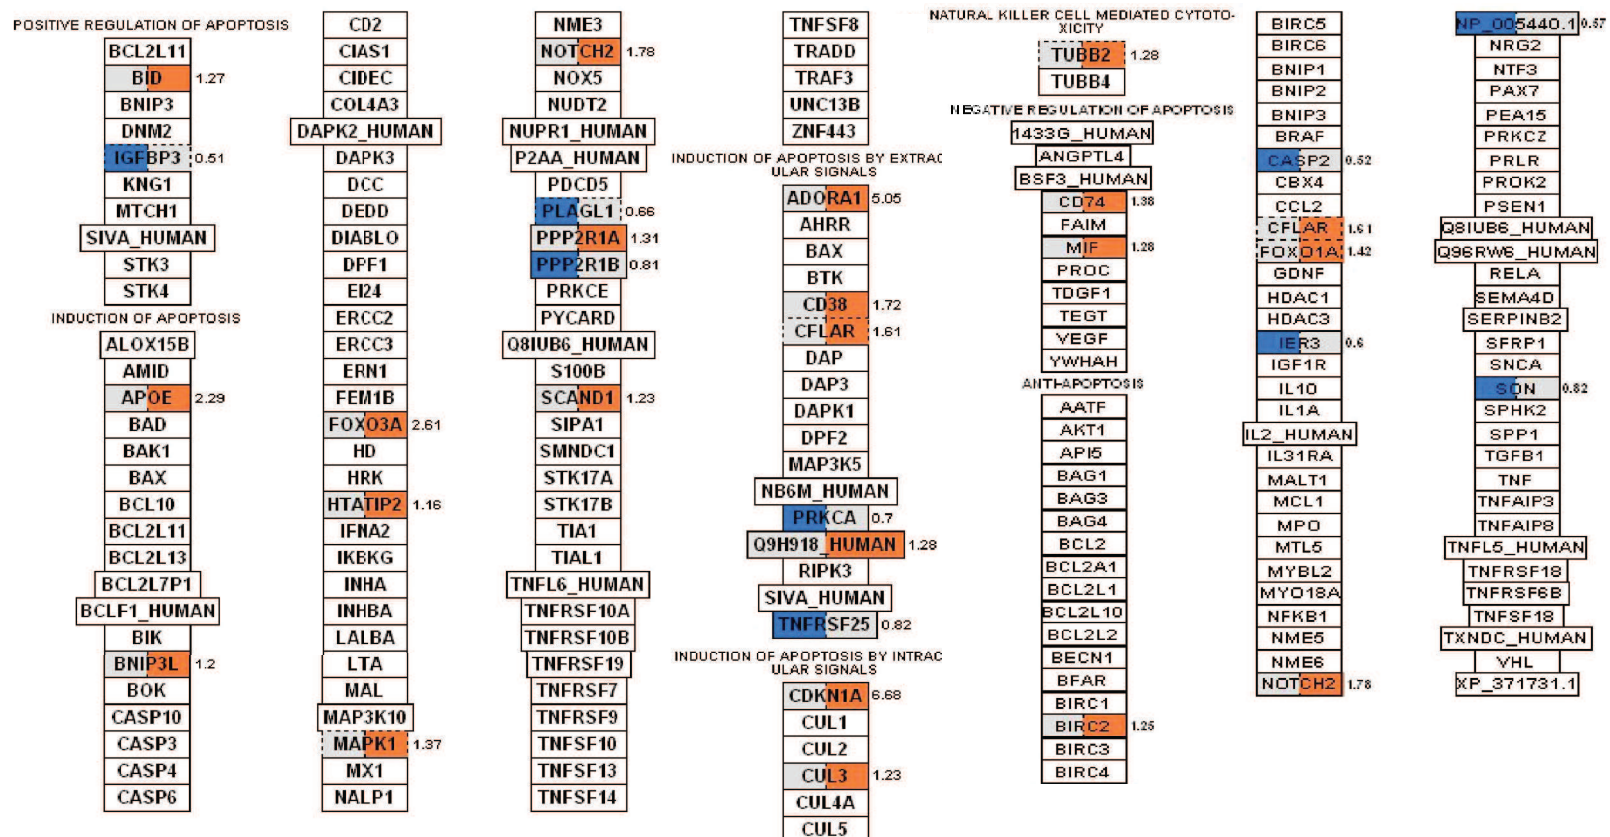 POSITIVE REGULATION OF APOPTOSIS
BCL2L11
BID 1.27
BNIP3
DNM2
IGFBP3 0.51
KNG1
MTCH1
SIVA_HUMAN
STK3
STK4
INDUCTION OF APOPTOSIS
ALOX15B
AMID
APOE 2.29
BAD
BAK1
BAX
BCL10
BCL2L11
BCL2L13
BCL2L7P1
BCLF1_HUMAN
BIK
BNIP3L 1.2
BOK
CASP10
CASP3
CASP4
CASP6
CD2
CIAS1
CIDEC
COL4A3
DAPK2_HUMAN
DAPK3
DCC
DEDD
DIABLO
DPF1
EI24
ERCC2
ERCC3
ERN1
FEM1B
FOXO3A 2.61
HD
HRK
HTATIP2 1.16
IFNA2
IKBKG
INHA
INHBA
LALBA
LTA
MAL
MAP3K10
MAPK1 1.37
MX1
NALP1
NME3
NOTCH2 1.78
NOX5
NUDT2
NUPR1_HUMAN
P2AA_HUMAN
PDCD5
PLAGL1 0.66
PPP2R1A 1.31
PPP2R1B 0.81
PRKCE
PYCARD
Q8IUB6_HUMAN
S100B
SCAND1 1.23
SIPA1
SMNDC1
STK17A
STK17B
TIA1
TIAL1
TNFL6_HUMAN
TNFRSF10A
TNFRSF10B
TNFRSF19
TNFRSF7
TNFRSF9
TNFSF10
TNFSF13
TNFSF14
TNFSF8
TRADD
TRAF3
UNC13B
ZNF443
INDUCTION OF APOPTOSIS BY EXTRAC
ULAR SIGNALS
ADORA1 5.05
AHRR
BAX
BTK
CD38 1.72
CFLAR 1.61
DAP
DAP3
DAPK1
DPF2
MAP3K5
NB6M_HUMAN
PRKCA 0.7
Q9H918_HUMAN 1.28
RIPK3
SIVA_HUMAN
TNFRSF25 0.82
INDUCTION OF APOPTOSIS BY INTRAC
ULAR SIGNALS
CDKN1A 6.68
CUL1
CUL2
CUL3 1.23
CUL4A
CUL5
NATURAL KILLER CELL MEDIATED CYTOTO-
XICITY
TUBB2 1.28
TUBB4
NEGATIVE REGULATION OF APOPTOSIS
1433G_HUMAN
ANGPTL4
BSF3_HUMAN
CD74 1.38
FAIM
MIF 1.28
PROC
TDGF1
TEGT
VEGF
YWHAH
ANTI-APOPTOSIS
AATF
AKT1
API5
BAG1
BAG3
BAG4
BCL2
BCL2A1
BCL2L1
BCL2L10
BCL2L2
BECN1
BFAR
BIRC1
BIRC2 1.25
BIRC3
BIRC4
BIRC5
BIRC6
BNIP1
BNIP2
BNIP3
BRAF
CASP2 0.52
CBX4
CCL2
CFLAR 1.61
FOXO1A 1.42
GDNF
HDAC1
HDAC3
IER3 0.6
IGF1R
IL10
IL1A
IL2_HUMAN
IL31RA
MALT1
MCL1
MPO
MTL5
MYBL2
MYO18A
NFKB1
NME5
NME6
NOTCH2 1.78
NP_005440.1 0.57
NRG2
NTF3
PAX7
PEA15
PRKCZ
PRLR
PROK2
PSEN1
Q8IUB6_HUMAN
Q96RW6_HUMAN
RELA
SEMA4D
SERPINB2
SFRP1
SNCA
SON 0.82
SPHK2
SPP1
TGFB1
TNF
TNFAIP3
TNFAIP8
TNFL5_HUMAN
TNFRSF18
TNFRSF6B
TNFSF18
TXNDC_HUMAN
VHL
XP_371731.1